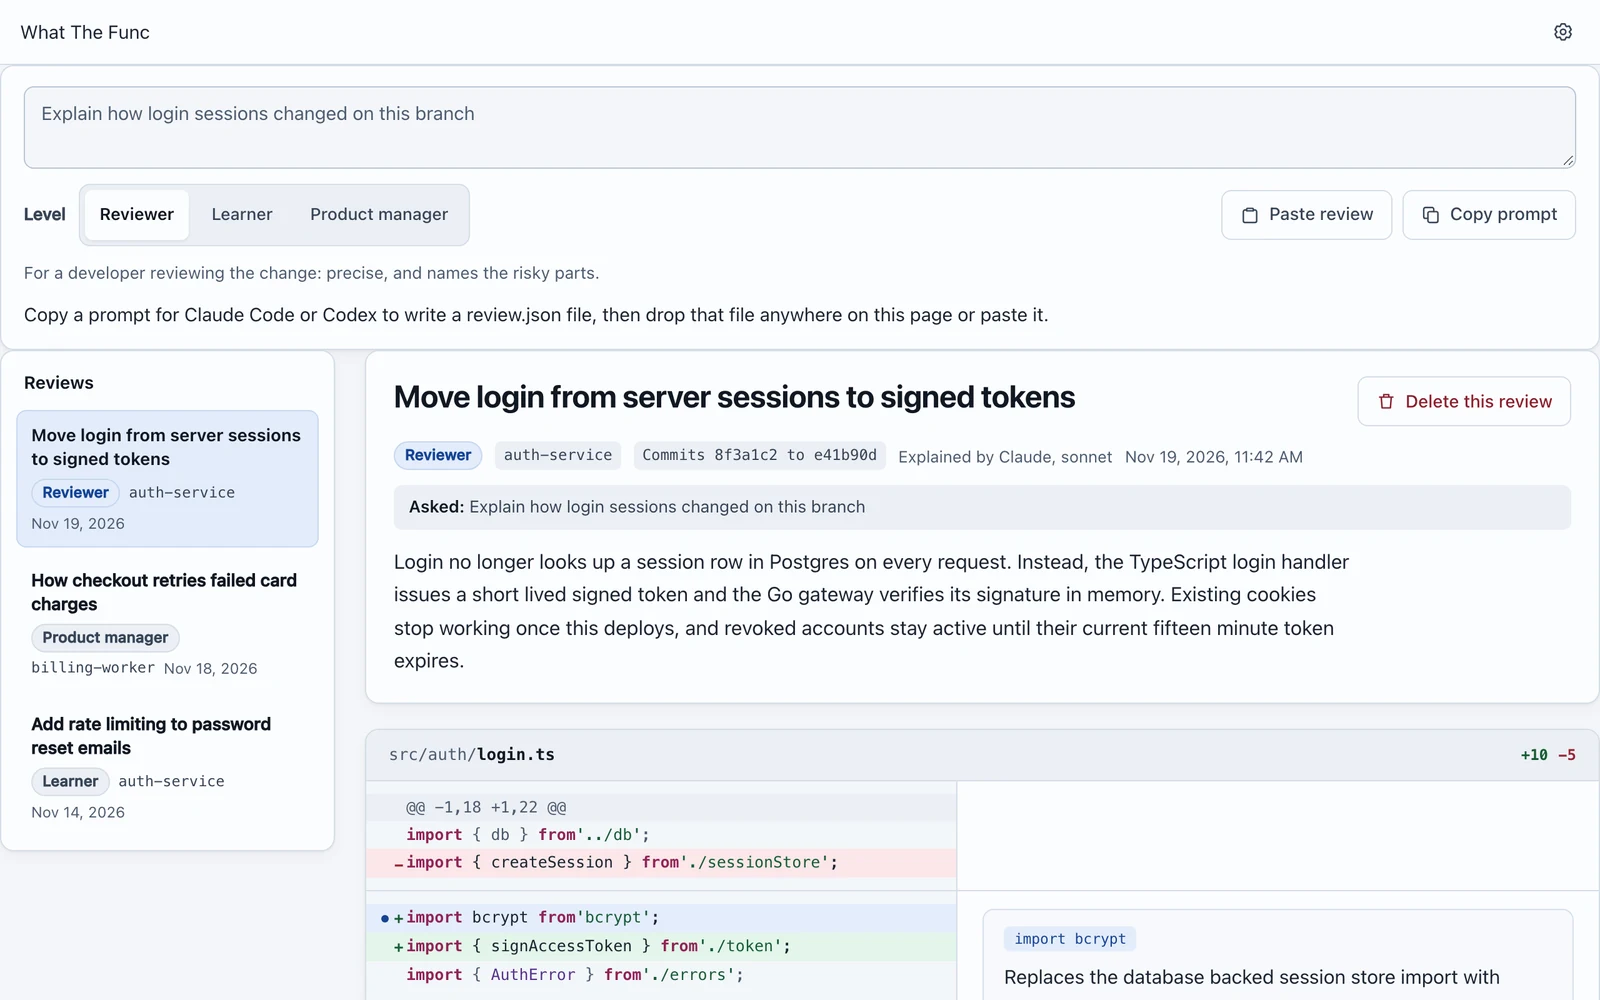 What The Func
Explain how login sessions changed on this branch
Level
Reviewer
Learner
Product manager
Paste review
Copy prompt
For a developer reviewing the change: precise, and names the risky parts.
Copy a prompt for Claude Code or Codex to write a review.json file, then drop that file anywhere on this page or paste it.
Reviews
Move login from server sessions
to signed tokens
Reviewer auth-service
Nov 19, 2026
How checkout retries failed card
charges
Product manager
billing-worker Nov 18, 2026
Add rate limiting to password
reset emails
Learner auth-service
Nov 14, 2026
Move login from server sessions to signed tokens
Delete this review
Reviewer auth-service Commits 8f3a1c2 to e41b90d Explained by Claude, sonnet Nov 19, 2026, 11:42 AM
Asked: Explain how login sessions changed on this branch
Login no longer looks up a session row in Postgres on every request. Instead, the TypeScript login handler
issues a short lived signed token and the Go gateway verifies its signature in memory. Existing cookies
stop working once this deploys, and revoked accounts stay active until their current fifteen minute token
expires.
src/auth/login.ts
+10 −5
@@ −1,18 +1,22 @@
import { db } from'../db';
−import { createSession } from'./sessionStore';
+import bcrypt from'bcrypt';
+import { signAccessToken } from'./token';
import { AuthError } from'./errors';
import bcrypt
Replaces the database backed session store import with